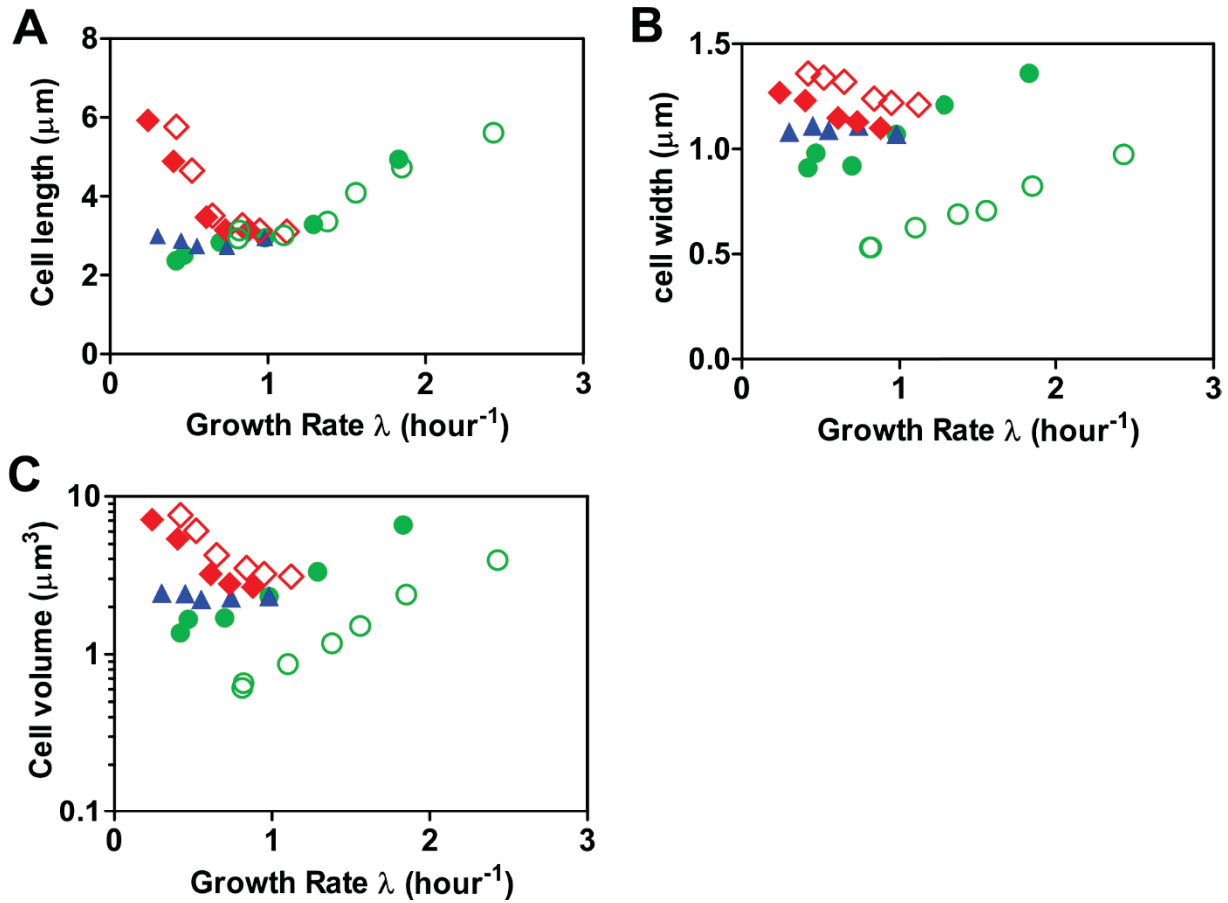 A
8
6
4
2
0
Cell length (μm)
0 1 2 3
Growth Rate λ (hour⁻¹)
B
1.5
1.0
0.5
0.0
cell width (μm)
0 1 2 3
Growth Rate λ (hour⁻¹)
C
10
1
0.1
Cell volume (μm³)
0 1 2 3
Growth Rate λ (hour⁻¹)